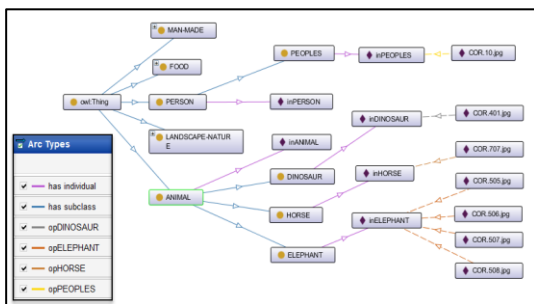 MAN-MADE
PEOPLES
inPEOPLES
COR.10.jpg
FOOD
owl:Thing
PERSON
inPERSON
COR.401.jpg
inDINOSAUR
LANDSCAPE-NATUR
E
inANIMAL
COR.707.jpg
DINOSAUR
inHORSE
COR.505.jpg
ANIMAL
HORSE
inELEPHANT
COR.506.jpg
COR.507.jpg
ELEPHANT
COR.508.jpg
Arc Types
has individual
has subclass
opDINOSAUR
opELEPHANT
opHORSE
opPEOPLES